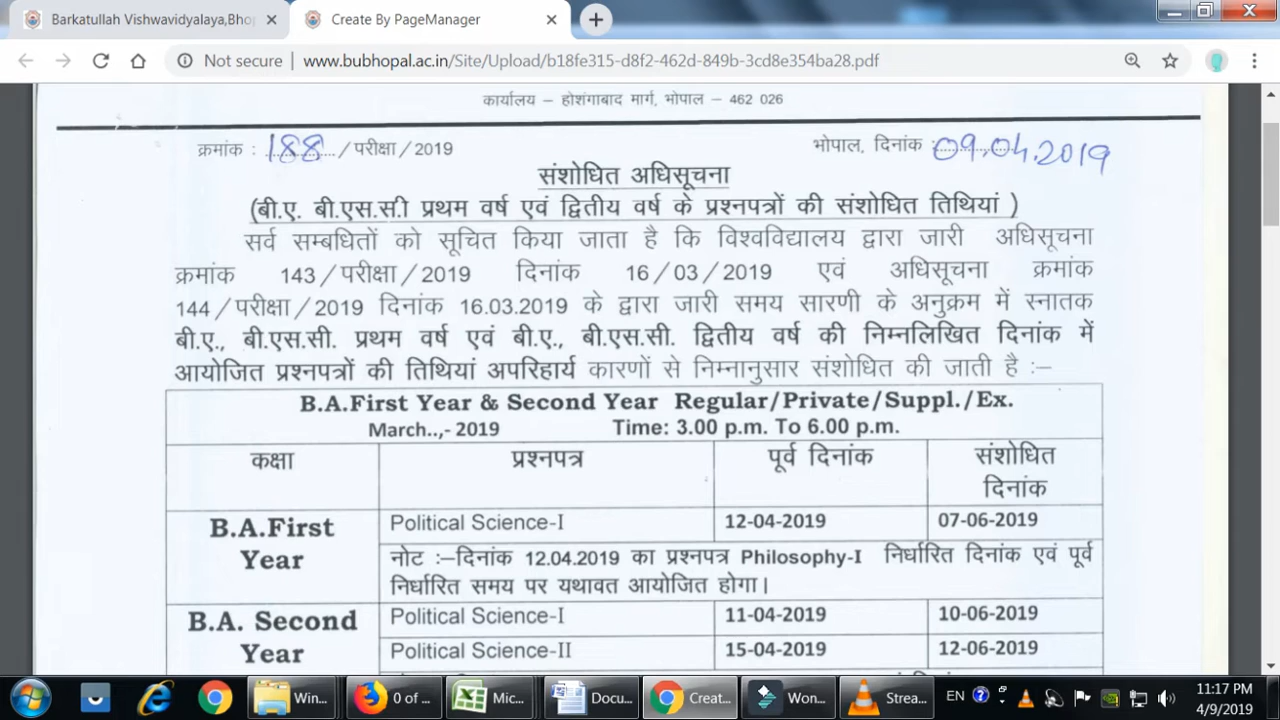 Barkatullah Vishwavidyalaya,Bhop
Create By PageManager
Not secure | www.bubhopal.ac.in/Site/Upload/b18fe315-d8f2-462d-849b-3cd8e354ba28.pdf
कार्यालय – होशंगाबाद मार्ग, भोपाल – 462 026
क्रमांक : 188 /परीक्षा/2019 भोपाल, दिनांक : 09.04.2019
संशोधित अधिसूचना
(बी.ए. बी.एस.सी प्रथम वर्ष एवं द्वितीय वर्ष के प्रश्नपत्रों की संशोधित तिथियां )
सर्व सम्बधितों को सूचित किया जाता है कि विश्वविद्यालय द्वारा जारी अधिसूचना
क्रमांक 143/परीक्षा/2019 दिनांक 16/03/2019 एवं अधिसूचना क्रमांक
144/परीक्षा/2019 दिनांक 16.03.2019 के द्वारा जारी समय सारणी के अनुक्रम में स्नातक
बी.ए., बी.एस.सी. प्रथम वर्ष एवं बी.ए., बी.एस.सी. द्वितीय वर्ष की निम्नलिखित दिनांक में
आयोजित प्रश्नपत्रों की तिथियां अपरिहार्य कारणों से निम्नानुसार संशोधित की जाती है :–
B.A.First Year & Second Year Regular/Private/Suppl./Ex.
March..,- 2019 Time: 3.00 p.m. To 6.00 p.m.
कक्षा प्रश्नपत्र पूर्व दिनांक संशोधित
दिनांक
B.A.First
Year
Political Science-I 12-04-2019 07-06-2019
नोट :–दिनांक 12.04.2019 का प्रश्नपत्र Philosophy-I निर्धारित दिनांक एवं पूर्व
निर्धारित समय पर यथावत आयोजित होगा।
B.A. Second
Year
Political Science-I 11-04-2019 10-06-2019
Political Science-II 15-04-2019 12-06-2019
Win...
0 of ...
Mic...
Docu...
Creat...
Won...
Strea...
EN
11:17 PM
4/9/2019